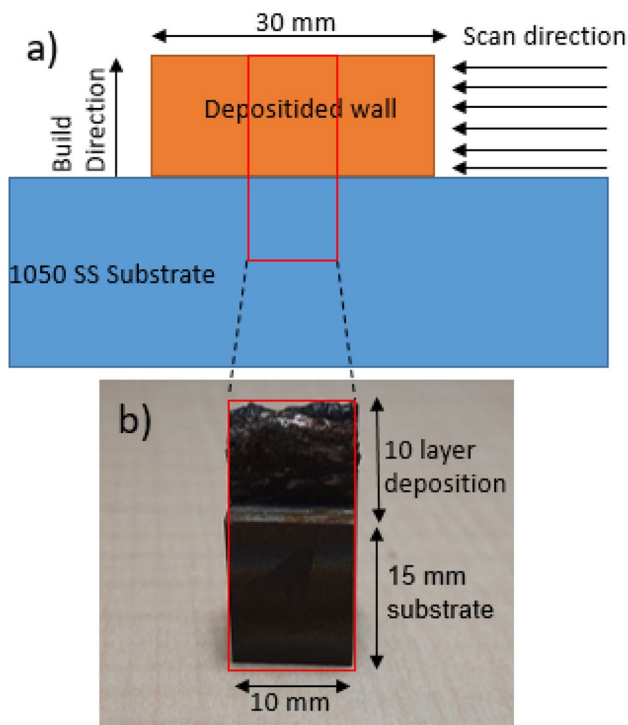 a)
30 mm
Scan direction
Build
Direction
Depositided wall
1050 SS Substrate
b)
10 layer
deposition
15 mm
substrate
10 mm